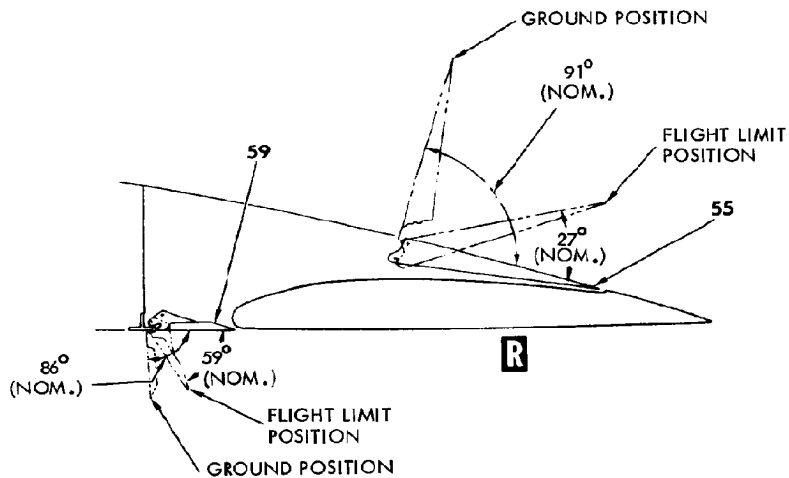 GROUND POSITION
91°
(NOM.)
FLIGHT LIMIT
POSITION
59
55
27°
(NOM.)
R
86°
(NOM.)
59°
(NOM.)
FLIGHT LIMIT
POSITION
GROUND POSITION